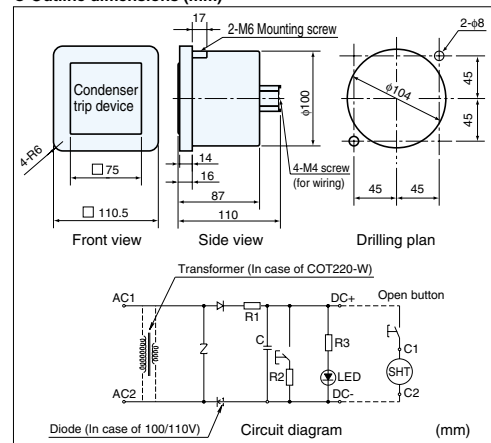 17
2-M6 Mounting screw
2-φ8
Condenser
trip device
φ100
φ104
45
45
4-R6
□ 75
14
16
4-M4 screw
(for wiring)
87
45
45
□ 110.5
110
Front view
Side view
Drilling plan
Transformer (In case of COT220-W)
AC1
DC+
Open button
R1
C
R3
C1
R2
LED
SHT
AC2
DC-
C2
Diode (In case of 100/110V)
Circuit diagram
(mm)